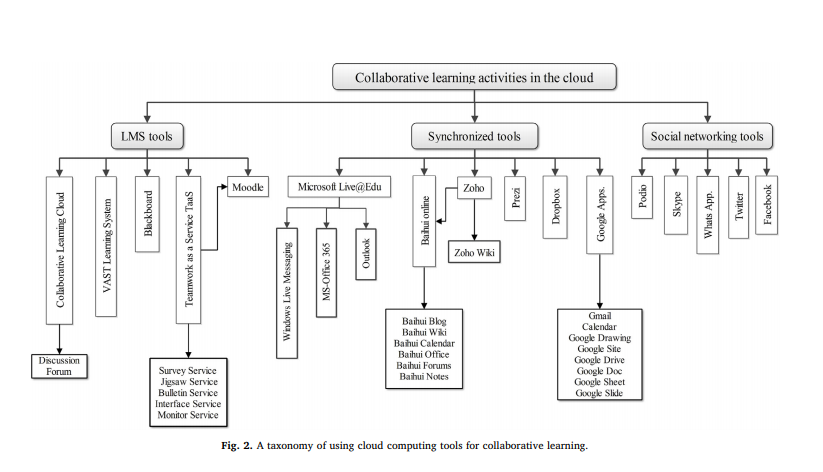 Collaborative learning activities in the cloud
LMS tools
Synchronized tools
Social networking tools
Collaborative Learning Cloud
VAST Learning System
Blackboard
Teamwork as a Service TaaS
Moodle
Microsoft Live@Edu
Baihui online
Zoho
Prezi
Dropbox
Google Apps.
Podio
Skype
Whats App.
Twitter
Facebook
Windows Live Messaging
MS-Office 365
Outlook
Zoho Wiki
Discussion
Forum
Survey Service
Jigsaw Service
Bulletin Service
Interface Service
Monitor Service
Baihui Blog
Baihui Wiki
Baihui Calendar
Baihui Office
Baihui Forums
Baihui Notes
Gmail
Calendar
Google Drawing
Google Site
Google Drive
Google Doc
Google Sheet
Google Slide
Fig. 2. A taxonomy of using cloud computing tools for collaborative learning.